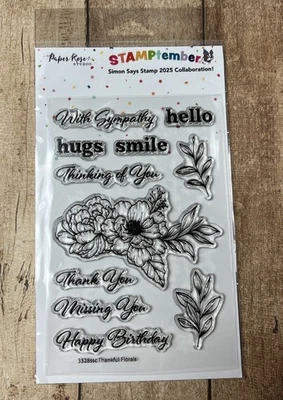 Paper Rose STAMPtember
STUDIO
Simon Says Stamp 2025 Collaboration!
With Sympathy hello
hugs smile
Thinking of You
Thank You
Missing You
Happy Birthday
Thankful Florals